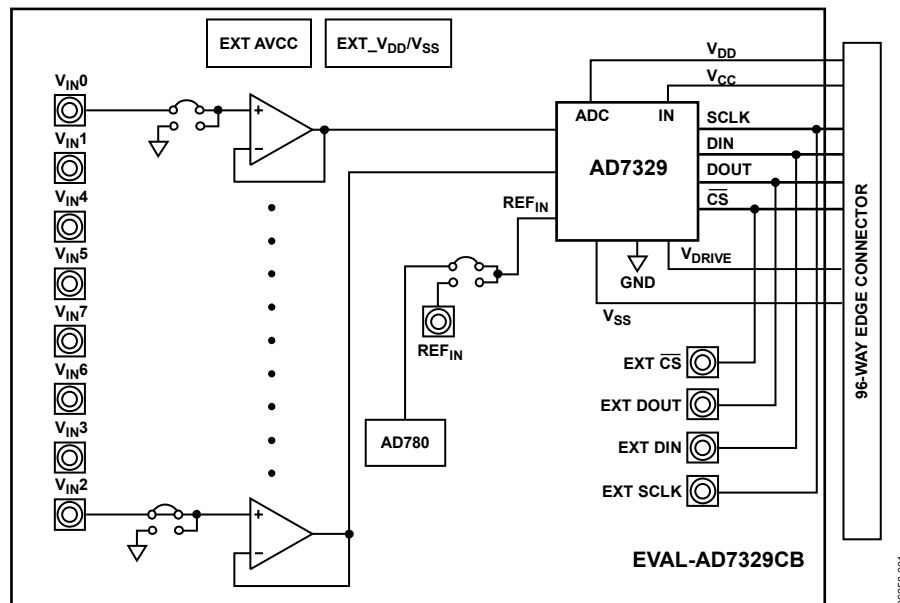 EXT AVCC
EXT_VDD/VSS
VIN0
VIN1
VIN4
VIN5
VIN7
VIN6
VIN3
VIN2
+
−
+
−
ADC
IN
AD7329
VDD
VCC
SCLK
DIN
DOUT
CS
VDRIVE
GND
VSS
REFIN
REFIN
AD780
EXT CS
EXT DOUT
EXT DIN
EXT SCLK
96-WAY EDGE CONNECTOR
EVAL-AD7329CB